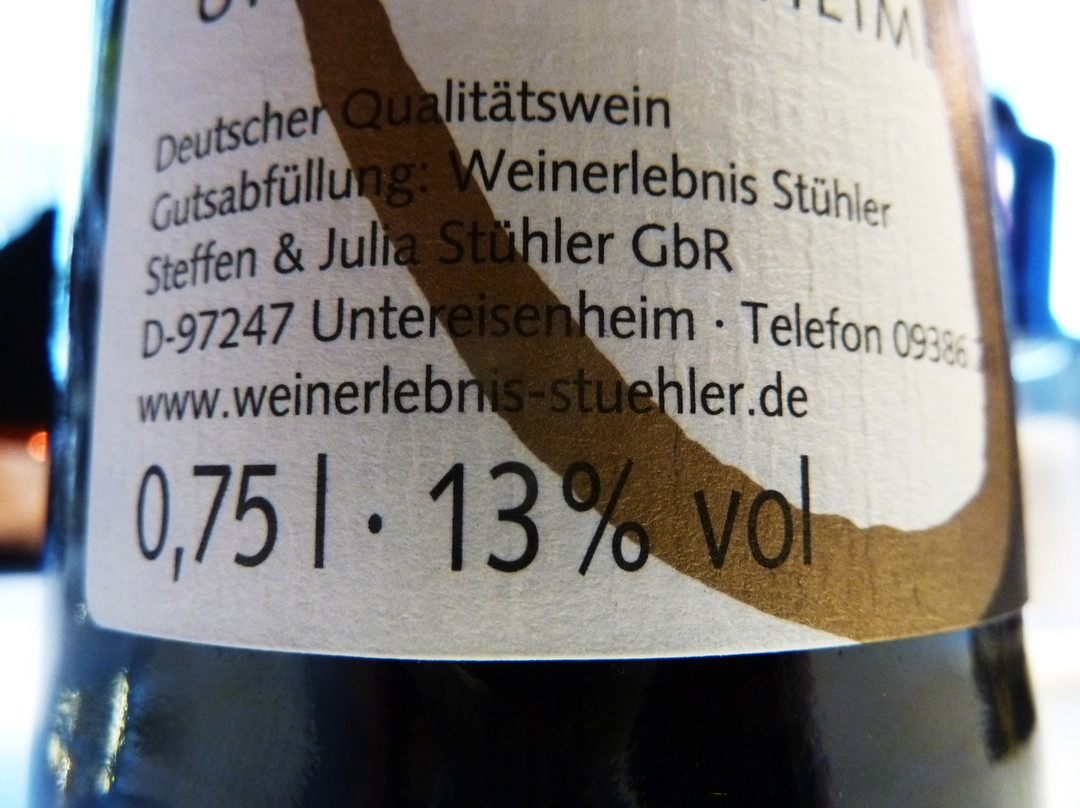 Deutscher Qualitätswein
Gutsabfüllung: Weinerlebnis Stühler
Steffen & Julia Stühler GbR
D-97247 Untereisenheim · Telefon 09386
www.weinerlebnis-stuehler.de
0,75 l · 13% vol